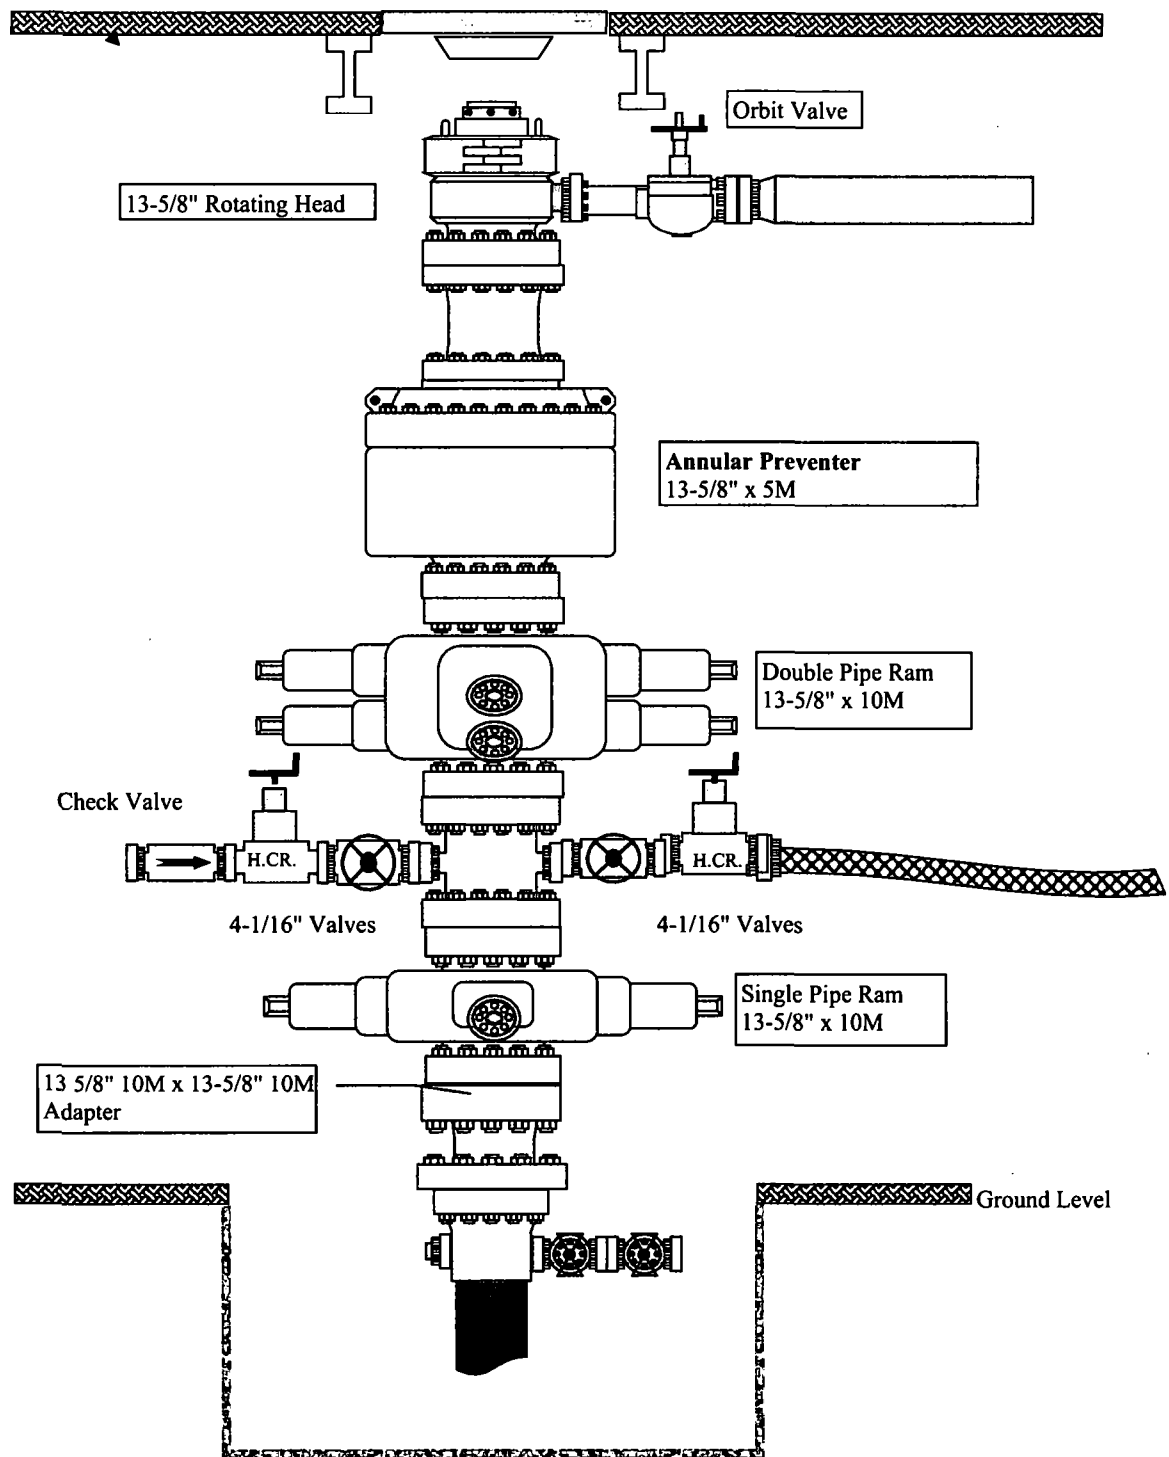 Orbit Valve
13-5/8" Rotating Head
Annular Preventer
13-5/8" x 5M
Double Pipe Ram
13-5/8" x 10M
Check Valve
H.CR.
H.CR.
4-1/16" Valves
4-1/16" Valves
Single Pipe Ram
13-5/8" x 10M
13 5/8" 10M x 13-5/8" 10M
Adapter
Ground Level